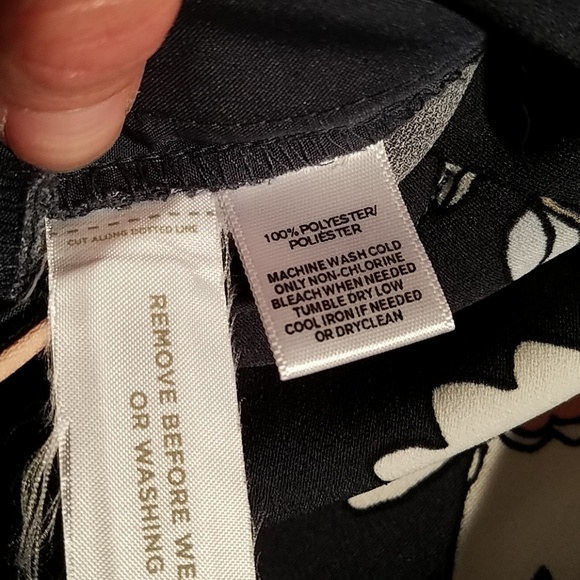 CUT ALONG DOTTED LINE
REMOVE BEFORE WE
OR WASHING
100% POLYESTER/
POLIÉSTER
MACHINE WASH COLD
ONLY NON-CHLORINE
BLEACH WHEN NEEDED
TUMBLE DRY LOW
COOL IRON IF NEEDED
OR DRYCLEAN